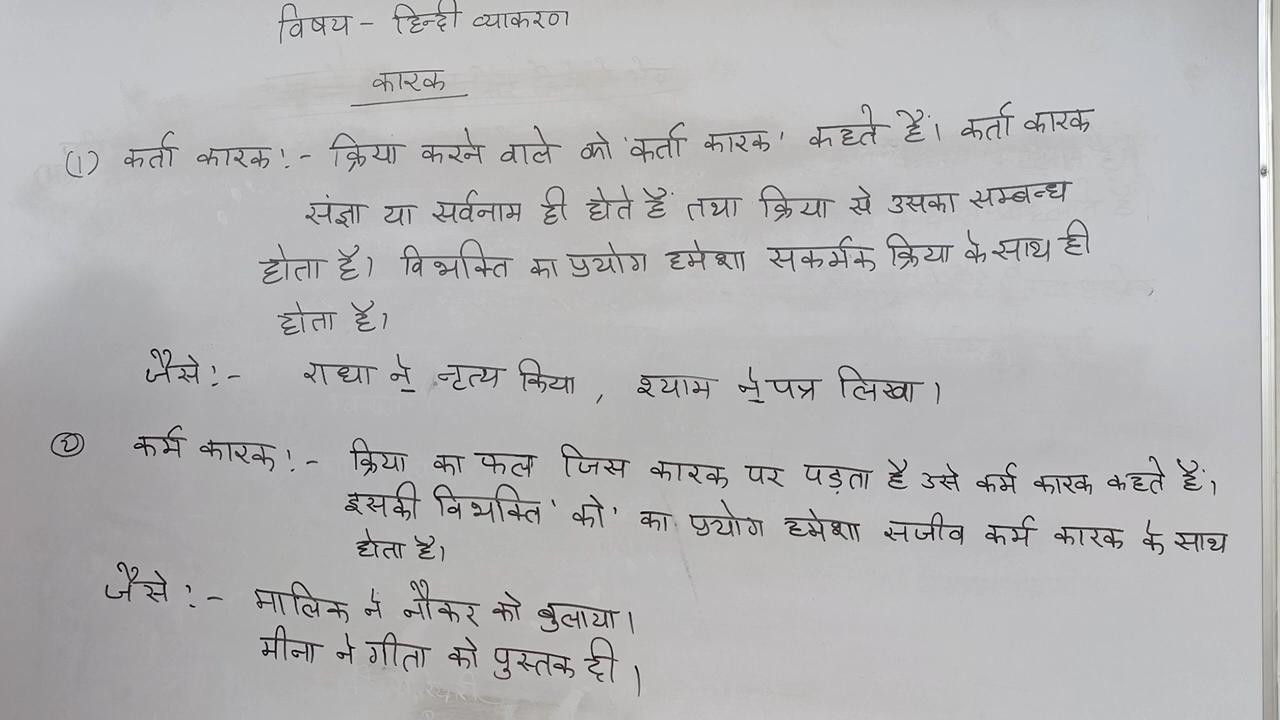 विषय - हिन्दी व्याकरण
कारक
(1) कर्ता कारक :- क्रिया करने वाले को 'कर्ता कारक' कहते हैं। कर्ता कारक
संज्ञा या सर्वनाम ही होते हैं तथा क्रिया से उसका सम्बन्ध
होता है। विभक्ति का प्रयोग हमेशा सकर्मक क्रिया के साथ ही
होता है।
जैसे :- राधा ने नृत्य किया , श्याम ने पत्र लिखा।
(2) कर्म कारक :- क्रिया का फल जिस कारक पर पड़ता है उसे कर्म कारक कहते हैं।
इसकी विभक्ति 'को' का प्रयोग हमेशा सजीव कर्म कारक के साथ
होता है।
जैसे :- मालिक ने नौकर को बुलाया।
मीना ने गीता को पुस्तक दी।